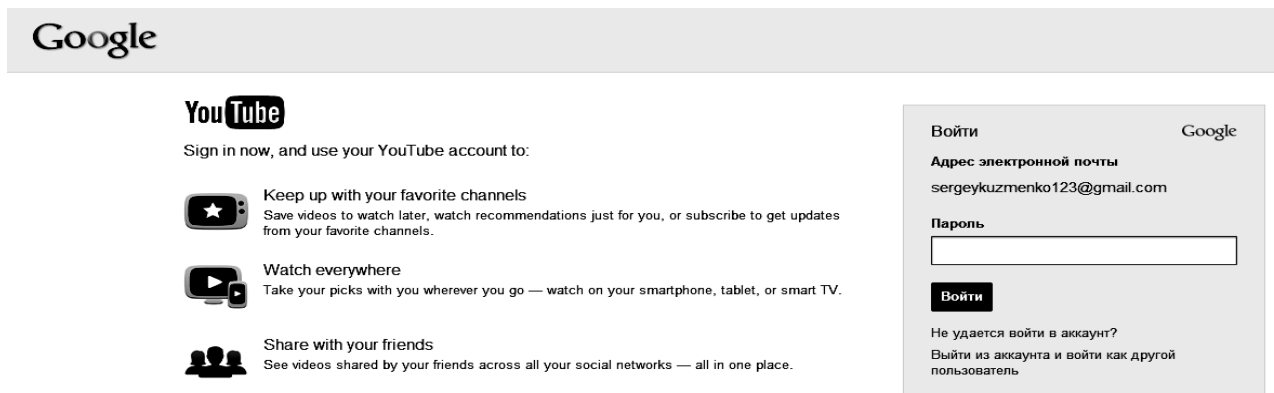 Google
YouTube
Sign in now, and use your YouTube account to:
Keep up with your favorite channels
Save videos to watch later, watch recommendations just for you, or subscribe to get updates
from your favorite channels.
Watch everywhere
Take your picks with you wherever you go — watch on your smartphone, tablet, or smart TV.
Share with your friends
See videos shared by your friends across all your social networks — all in one place.
Войти Google
Адрес электронной почты
sergeykuzmenko123@gmail.com
Пароль
Войти
Не удается войти в аккаунт?
Выйти из аккаунта и войти как другой
пользователь